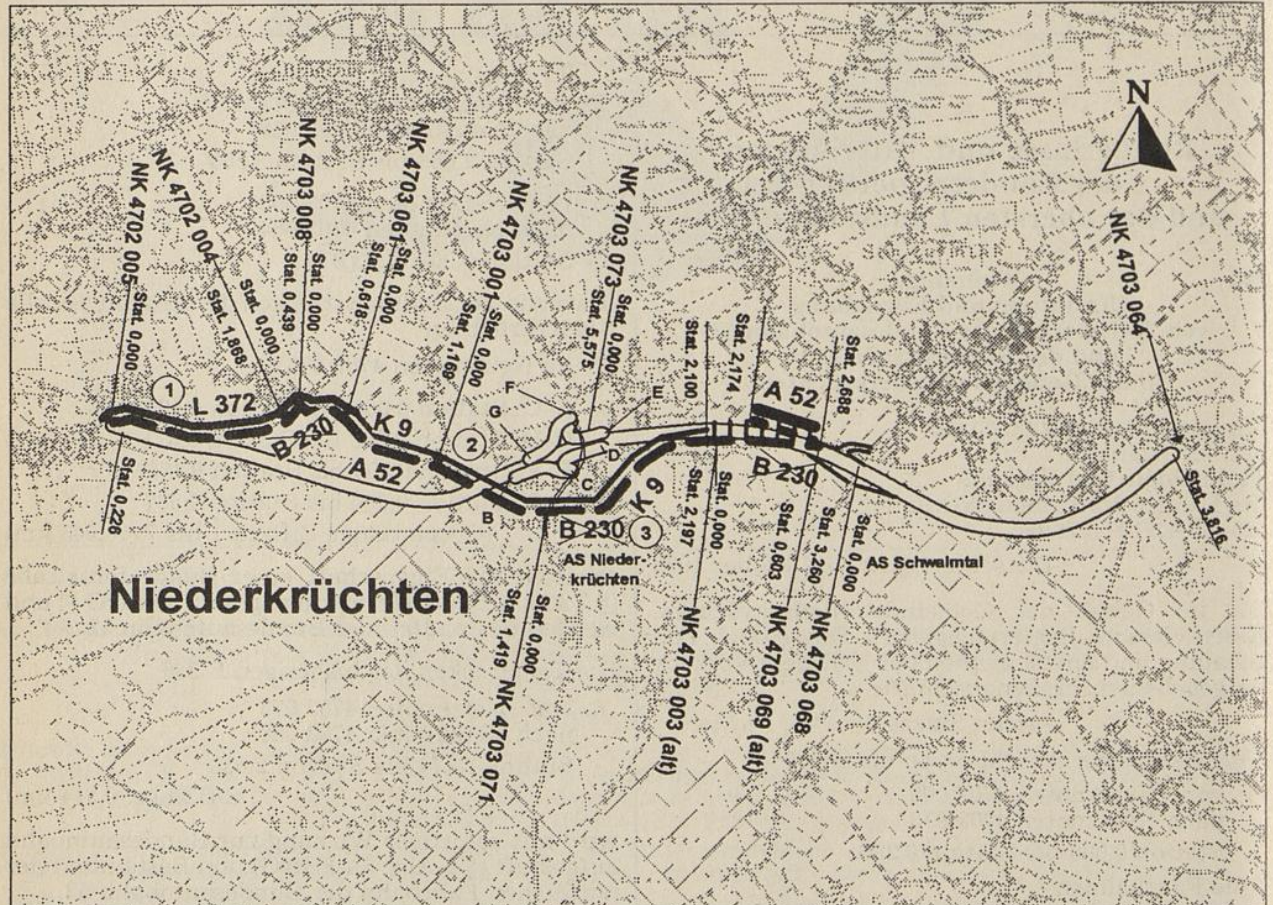 N
NK 4702 005
Stat. 0,000
NK 4702 004
Stat. 1,868
Stat. 0,000
NK 4703 008
Stat. 0,439
Stat. 0,000
NK 4703 061
Stat. 0,618
Stat. 0,000
NK 4703 001
Stat. 1,169
Stat. 0,000
NK 4703 073
Stat. 5,575
Stat. 0,000
Stat. 2,100
Stat. 2,174
Stat. 2,688
NK 4703 064
Stat. 3,816
1
L 372
B 230
K 9
A 52
2
G
F
E
D
C
B
A 52
B 230
K 9
B 230
3
AS Nieder-
krüchten
AS Schwalmtal
Stat. 0,226
Niederkrüchten
Stat. 1,419
Stat. 0,000
NK 4703 071
Stat. 2,197
Stat. 0,000
NK 4703 003 (alt)
Stat. 0,603
NK 4703 069 (alt)
Stat. 3,260
Stat. 0,000
NK 4703 068